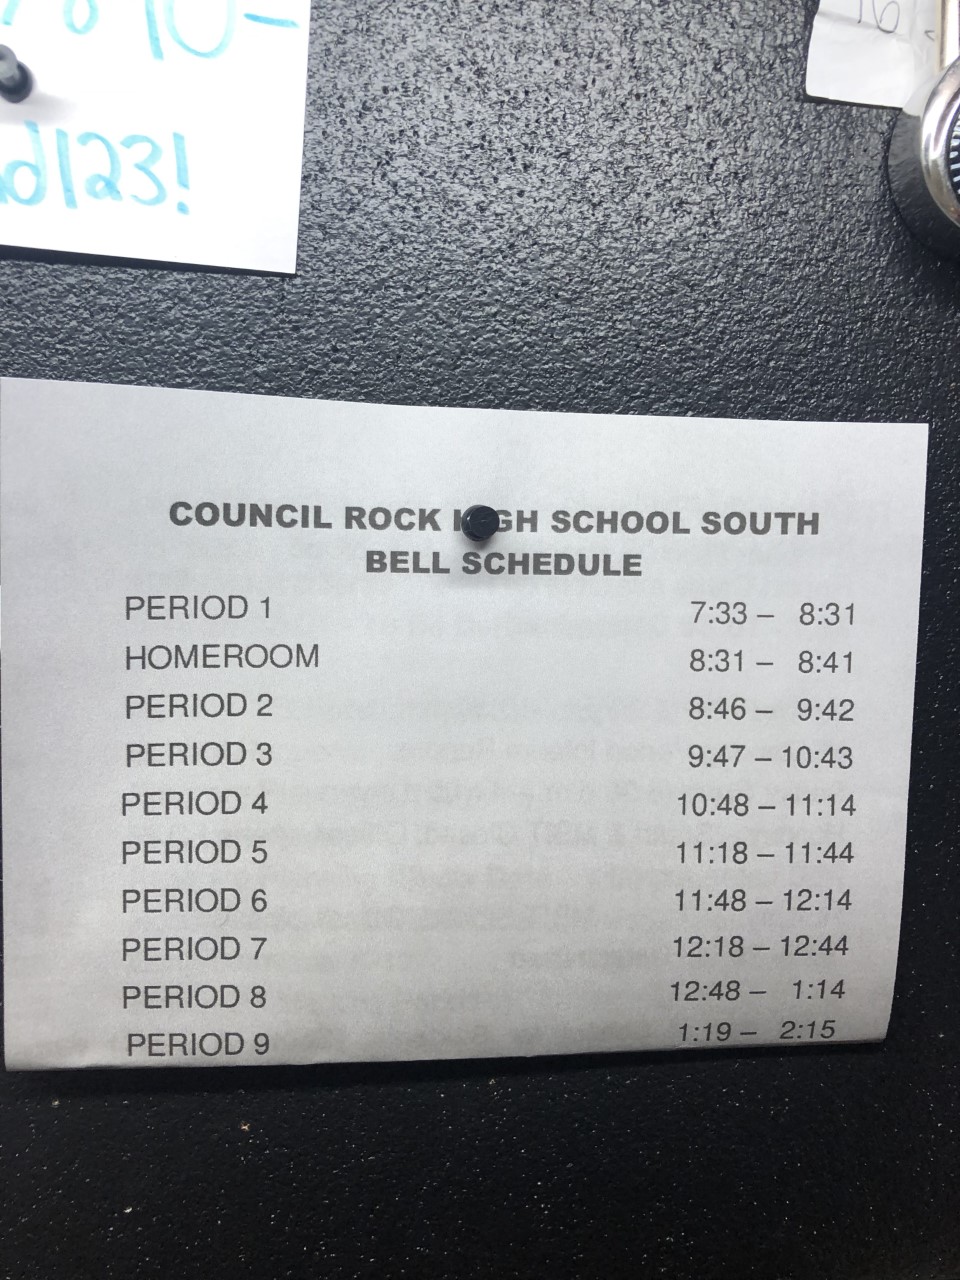 d123!
16
COUNCIL ROCK HIGH SCHOOL SOUTH
BELL SCHEDULE
PERIOD 1 7:33 – 8:31
HOMEROOM 8:31 – 8:41
PERIOD 2 8:46 – 9:42
PERIOD 3 9:47 – 10:43
PERIOD 4 10:48 – 11:14
PERIOD 5 11:18 – 11:44
PERIOD 6 11:48 – 12:14
PERIOD 7 12:18 – 12:44
PERIOD 8 12:48 – 1:14
PERIOD 9 1:19 – 2:15